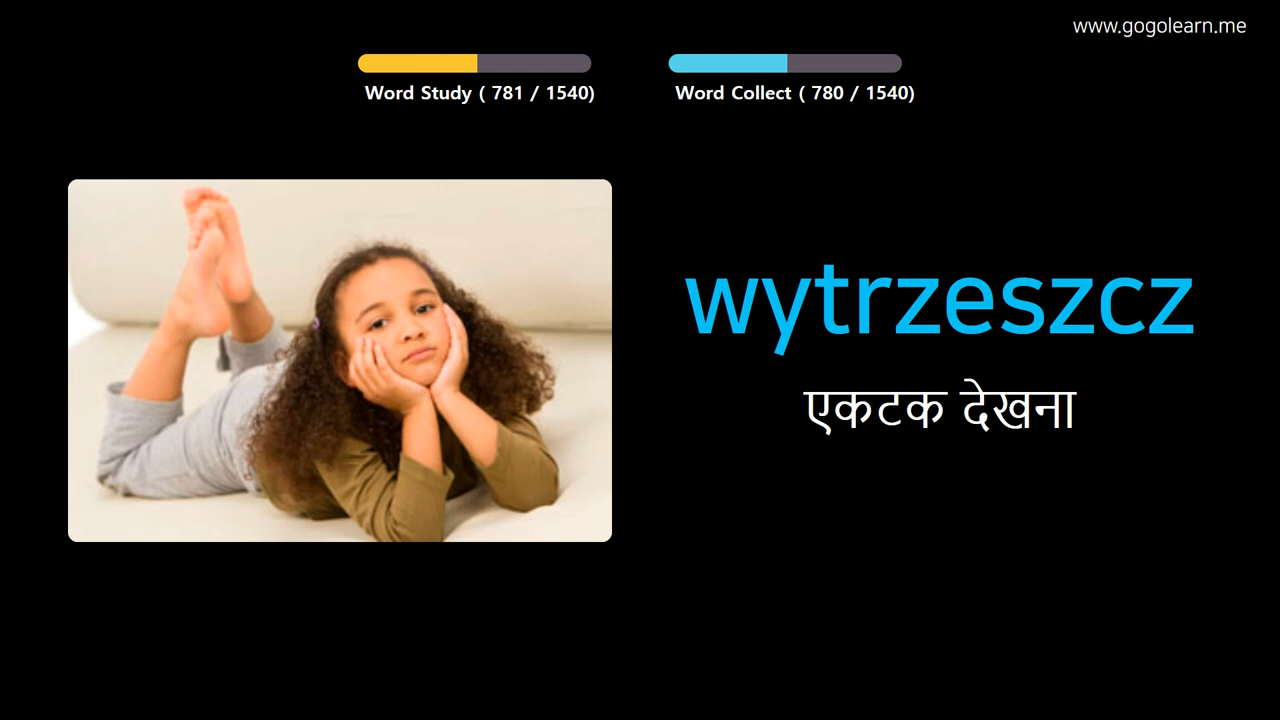 www.gogolearn.me
Word Study ( 781 / 1540)
Word Collect ( 780 / 1540)
wytrzeszcz
एकटक देखना